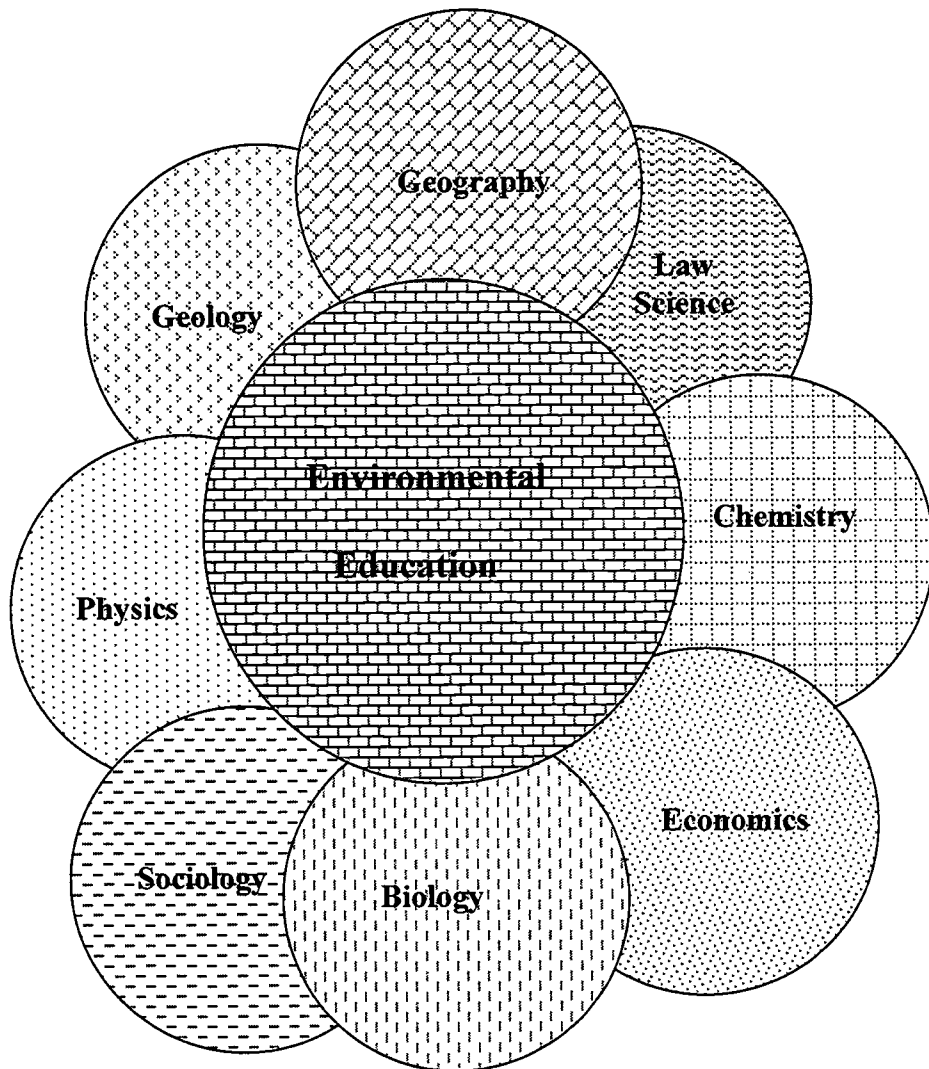 Geography
Law
Science
Geology
Environmental
Education
Chemistry
Physics
Economics
Sociology
Biology